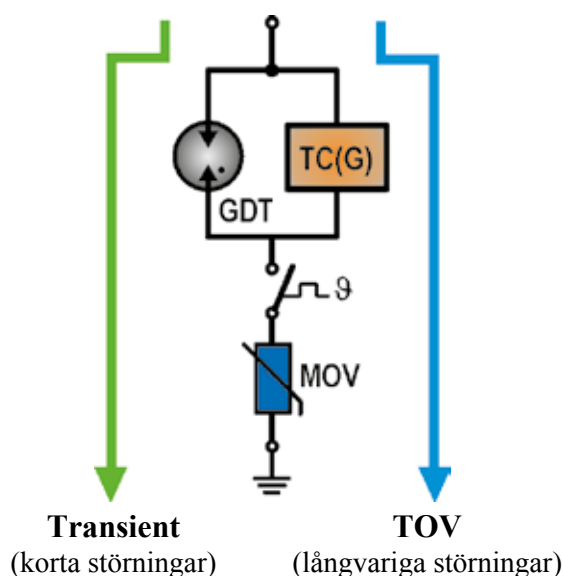 TC(G)
GDT
ϑ
MOV
Transient
(korta störningar)
TOV
(långvariga störningar)